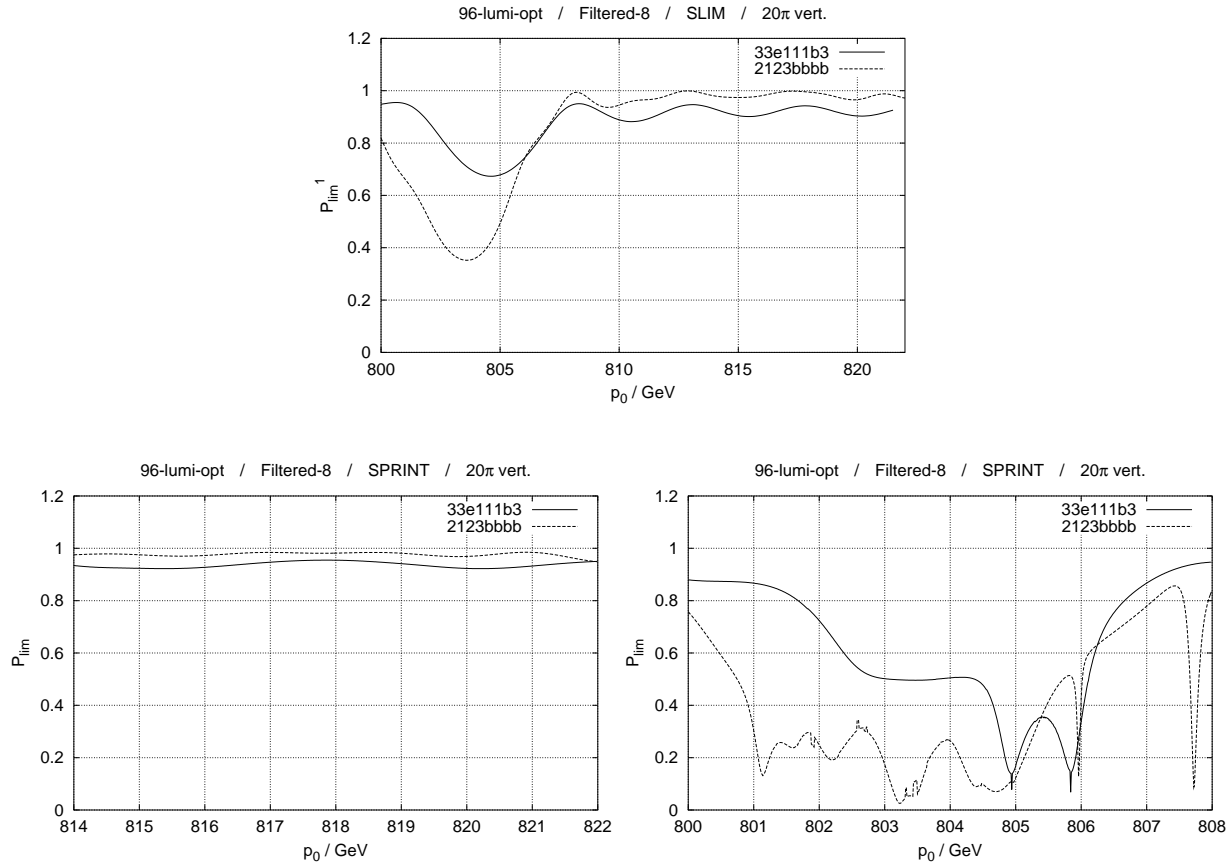 96-lumi-opt / Filtered-8 / SLIM / 20π vert.
33e111b3
2123bbbb
1.2
1
0.8
0.6
0.4
0.2
0
P_lim^1
800 805 810 815 820
p_0 / GeV
96-lumi-opt / Filtered-8 / SPRINT / 20π vert.
33e111b3
2123bbbb
1.2
1
0.8
0.6
0.4
0.2
0
P_lim
814 815 816 817 818 819 820 821 822
p_0 / GeV
96-lumi-opt / Filtered-8 / SPRINT / 20π vert.
33e111b3
2123bbbb
1.2
1
0.8
0.6
0.4
0.2
0
P_lim
800 801 802 803 804 805 806 807 808
p_0 / GeV